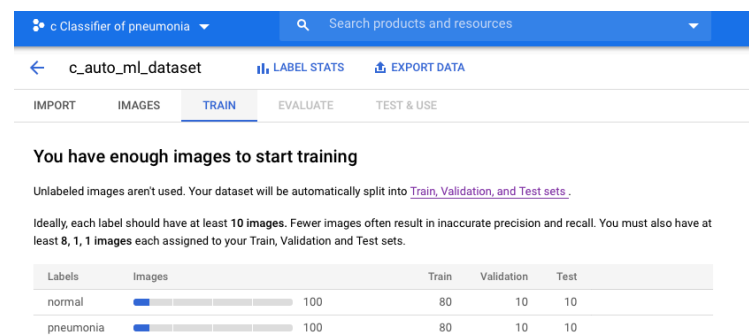 c Classifier of pneumonia Search products and resources
c_auto_ml_dataset LABEL STATS EXPORT DATA
IMPORT IMAGES TRAIN EVALUATE TEST & USE
You have enough images to start training
Unlabeled images aren't used. Your dataset will be automatically split into Train, Validation, and Test sets .
Ideally, each label should have at least 10 images. Fewer images often result in inaccurate precision and recall. You must also have at
least 8, 1, 1 images each assigned to your Train, Validation and Test sets.
Labels Images Train Validation Test
normal 100 80 10 10
pneumonia 100 80 10 10